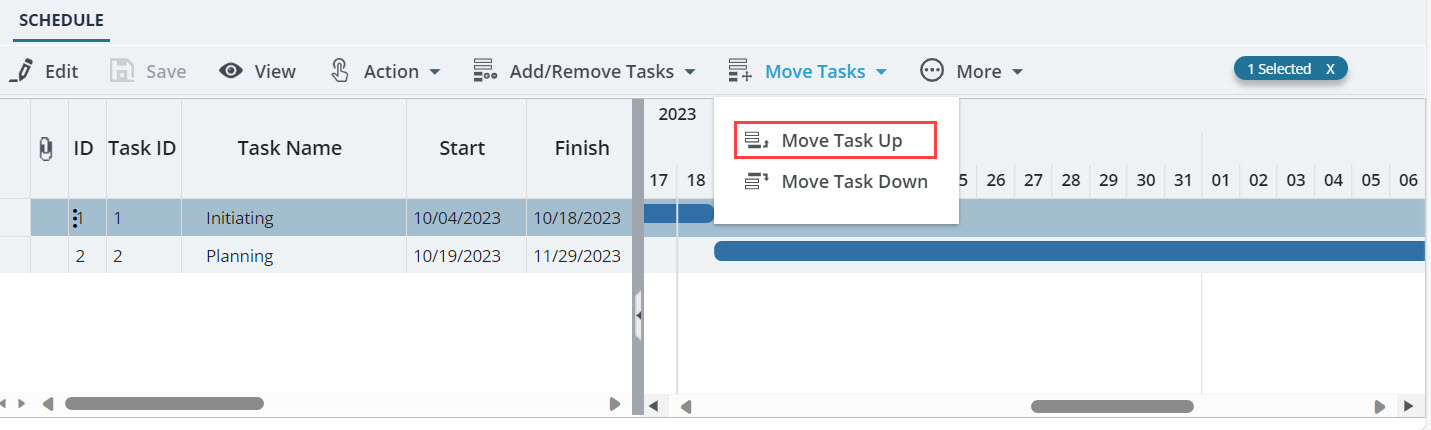 SCHEDULE
Edit Save View Action Add/Remove Tasks Move Tasks More 1 Selected X
2023
Move Task Up
ID Task ID Task Name Start Finish
17 18 Move Task Down 5 26 27 28 29 30 31 01 02 03 04 05 06
1 1 Initiating 10/04/2023 10/18/2023
2 2 Planning 10/19/2023 11/29/2023